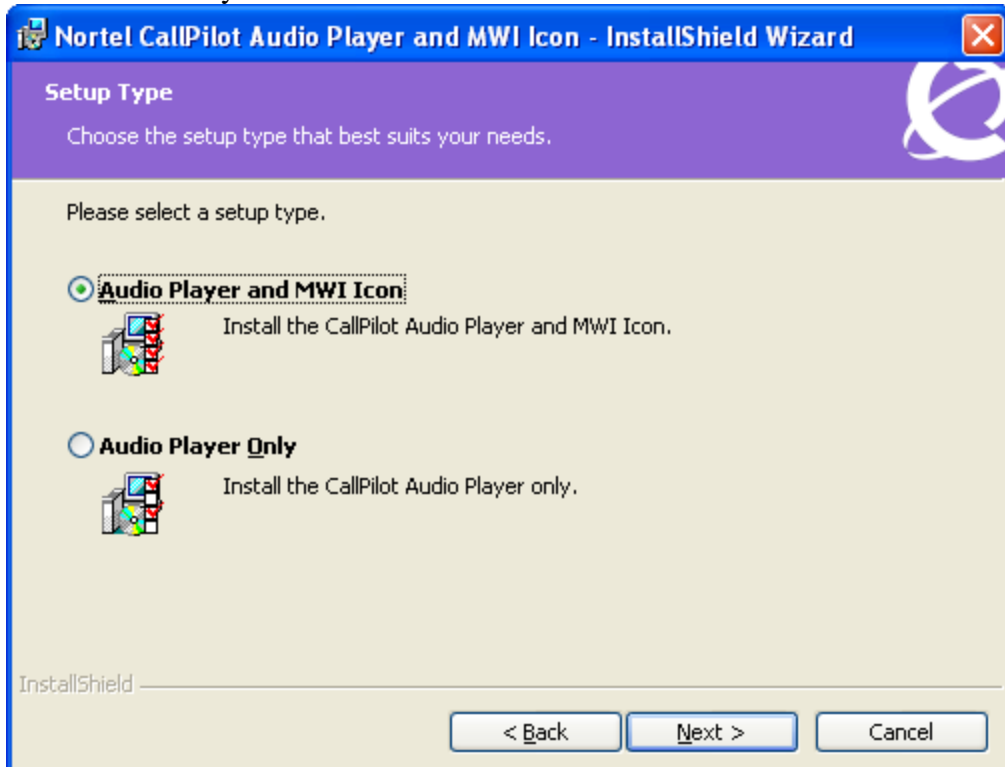 Nortel CallPilot Audio Player and MWI Icon - InstallShield Wizard
Setup Type
Choose the setup type that best suits your needs.
Please select a setup type.
Audio Player and MWI Icon
Install the CallPilot Audio Player and MWI Icon.
Audio Player Only
Install the CallPilot Audio Player only.
InstallShield
< Back
Next >
Cancel